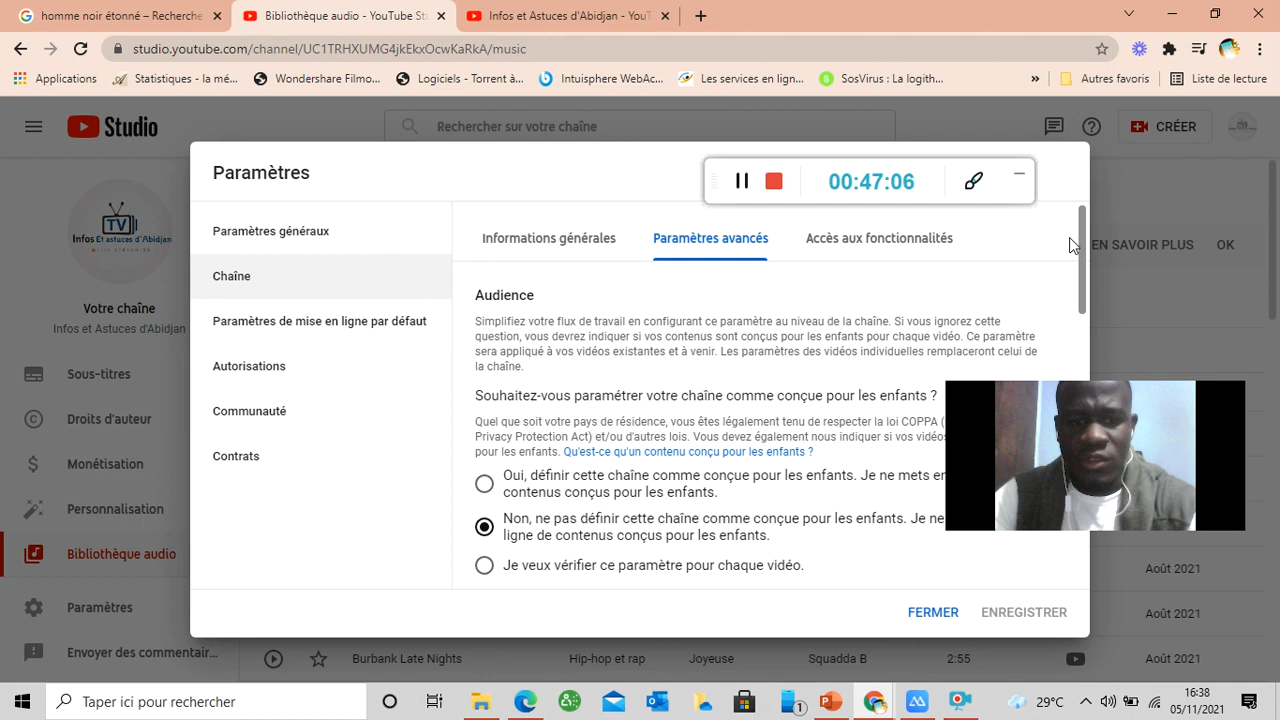 homme noir étonné - Recherche
Bibliothèque audio - YouTube St
Infos et Astuces d'Abidjan - YouT
studio.youtube.com/channel/UC1TRHXUMG4jkEkxOcwKaRkA/music
Applications
Statistiques - la mé...
Wondershare Filmo...
Logiciels - Torrent à...
Intuisphere WebAc...
Les services en lign...
SosVirus : La logith...
»
Autres favoris
Liste de lecture
Studio
Rechercher sur votre chaîne
CRÉER
Paramètres
00:47:06
TV
Infos Et astuces d'Abidjan
Votre chaîne
Infos et Astuces d'Abidjan
Sous-titres
Droits d'auteur
Monétisation
Personnalisation
Bibliothèque audio
Paramètres
Envoyer des commentair...
Paramètres généraux
Chaîne
Paramètres de mise en ligne par défaut
Autorisations
Communauté
Contrats
Informations générales
Paramètres avancés
Accès aux fonctionnalités
EN SAVOIR PLUS
OK
Audience
Simplifiez votre flux de travail en configurant ce paramètre au niveau de la chaîne. Si vous ignorez cette
question, vous devrez indiquer si vos contenus sont conçus pour les enfants pour chaque vidéo. Ce paramètre
sera appliqué à vos vidéos existantes et à venir. Les paramètres des vidéos individuelles remplaceront celui de
la chaîne.
Souhaitez-vous paramétrer votre chaîne comme conçue pour les enfants ?
Quel que soit votre pays de résidence, vous êtes légalement tenu de respecter la loi COPPA (
Privacy Protection Act) et/ou d'autres lois. Vous devez également nous indiquer si vos vidéo
pour les enfants. Qu'est-ce qu'un contenu conçu pour les enfants ?
Oui, définir cette chaîne comme conçue pour les enfants. Je ne mets en
contenus conçus pour les enfants.
Non, ne pas définir cette chaîne comme conçue pour les enfants. Je ne
ligne de contenus conçus pour les enfants.
Je veux vérifier ce paramètre pour chaque vidéo.
FERMER
ENREGISTRER
Août 2021
Août 2021
Burbank Late Nights
Hip-hop et rap
Joyeuse
Squadda B
2:55
Août 2021
Taper ici pour rechercher
1
29°C
16:38
05/11/2021